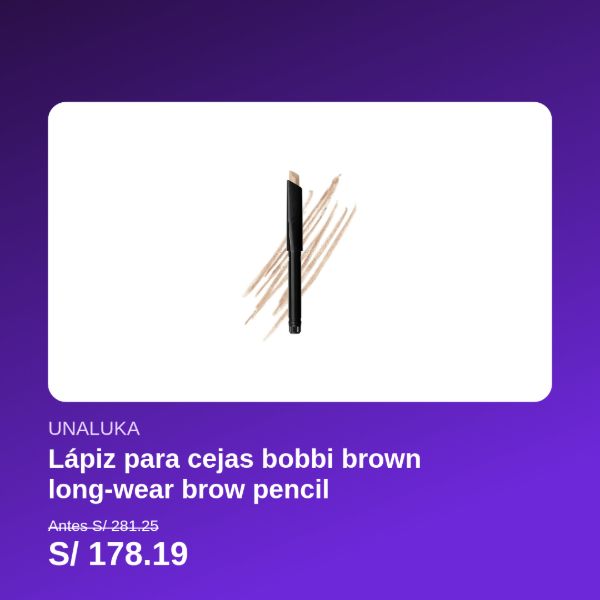 UNALUKA
Lápiz para cejas bobbi brown
long-wear brow pencil
Antes S/ 281.25
S/ 178.19